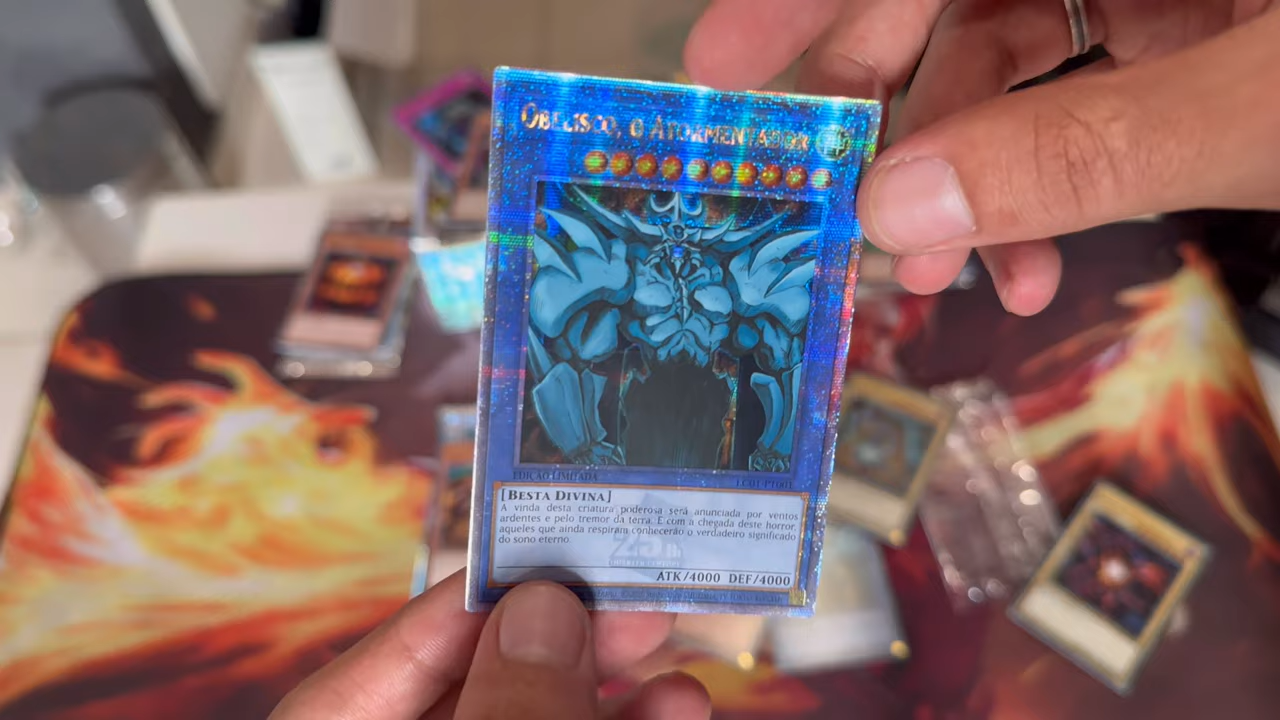 OBELISCO, O ATORMENTADOR
EDIÇÃO LIMITADA
LC01-PT001
[BESTA DIVINA]
A vinda desta criatura poderosa será anunciada por ventos
ardentes e pelo tremor da terra. E com a chegada deste horror,
aqueles que ainda respiram conhecerão o verdadeiro significado
do sono eterno.
25th
ATK/4000 DEF/4000